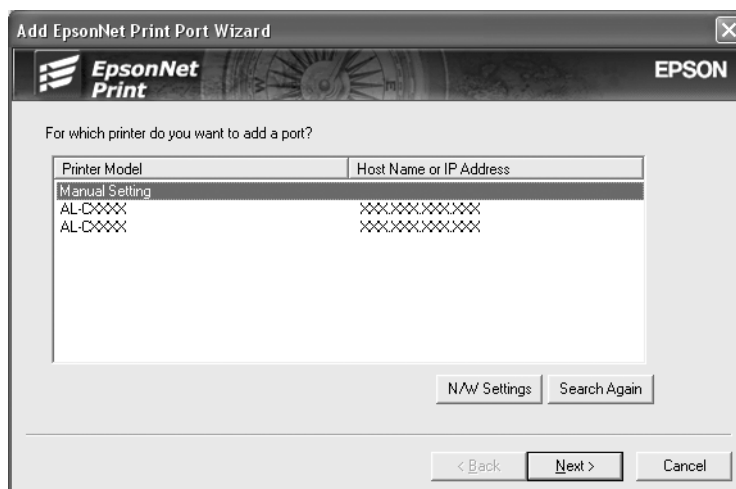 Add EpsonNet Print Port Wizard
EpsonNet
Print
EPSON
For which printer do you want to add a port?
Printer Model Host Name or IP Address
Manual Setting
AL-CXXXX XXX.XXX.XXX.XXX
AL-CXXXX XXX.XXX.XXX.XXX
N/W Settings Search Again
< Back Next > Cancel